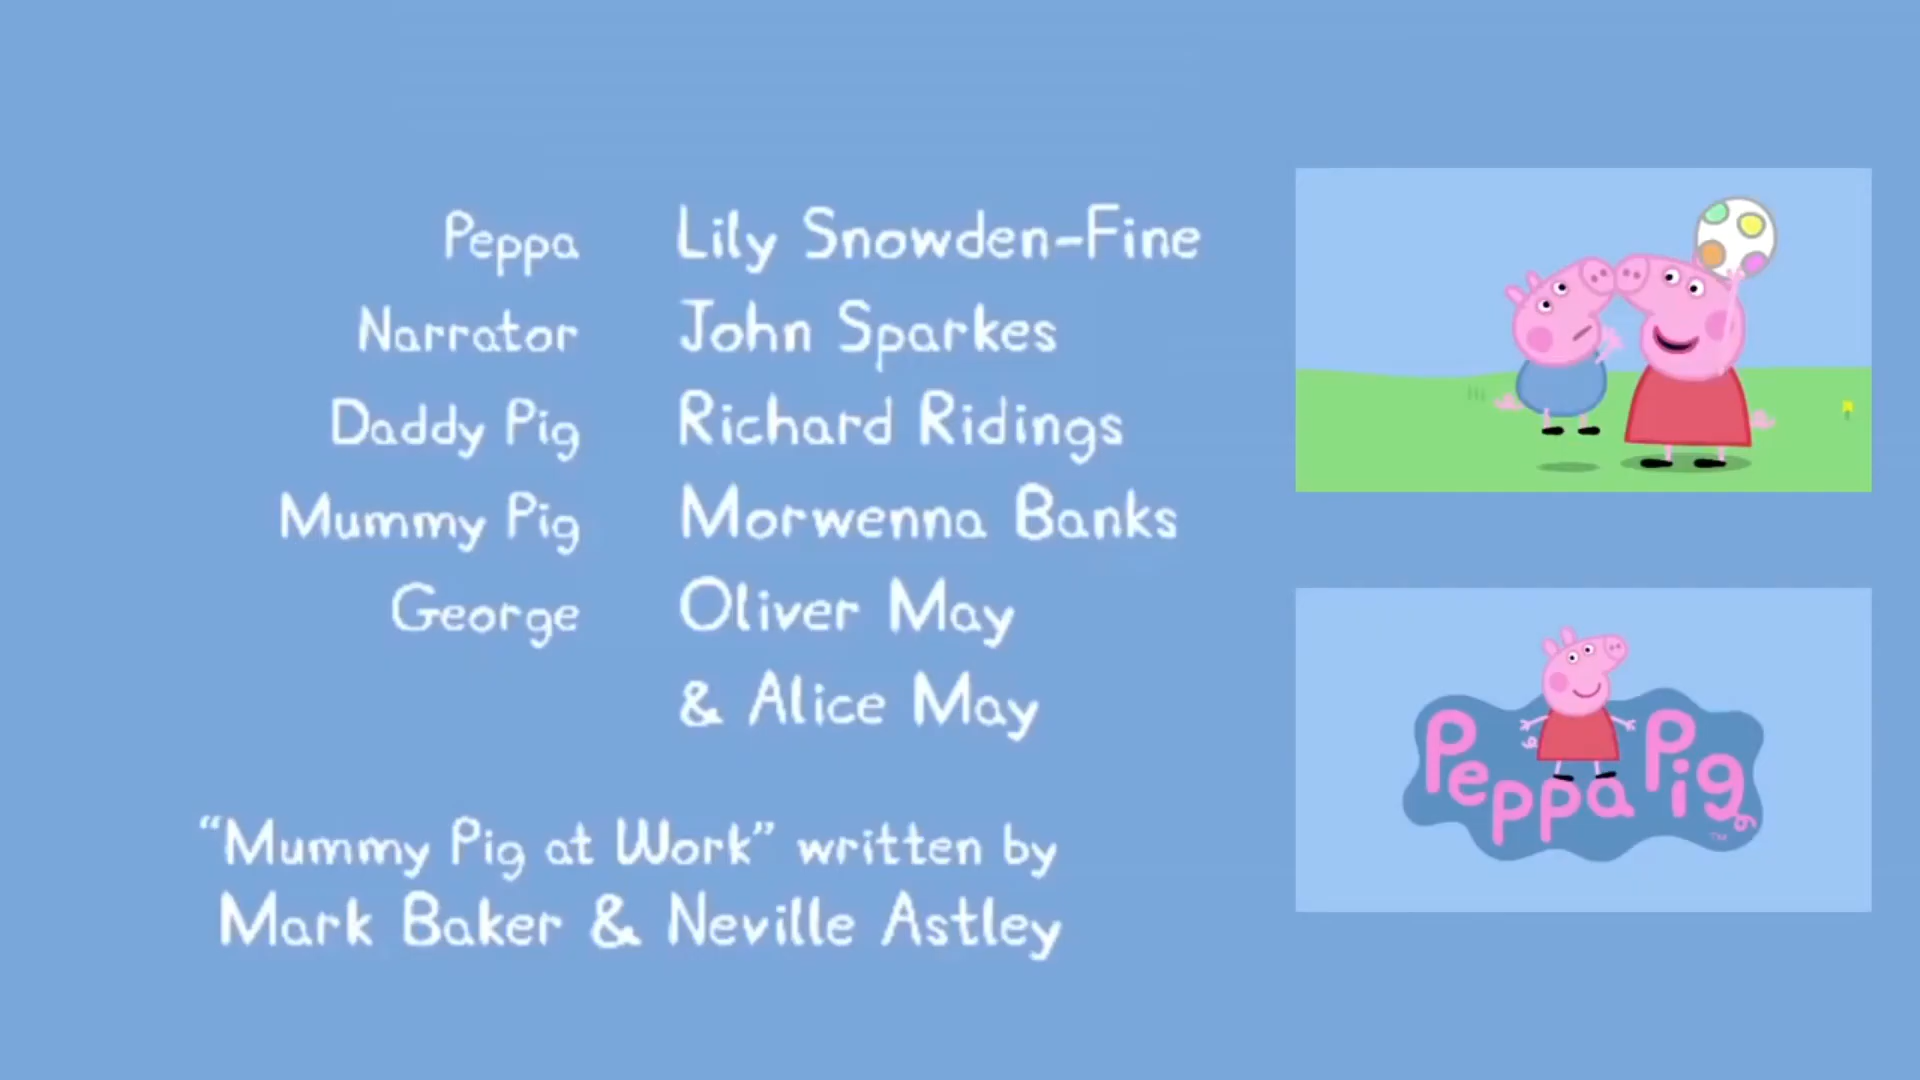 Peppa Lily Snowden-Fine
Narrator John Sparkes
Daddy Pig Richard Ridings
Mummy Pig Morwenna Banks
George Oliver May
& Alice May
“Mummy Pig at Work” written by
Mark Baker & Neville Astley
Peppa Pig
TM